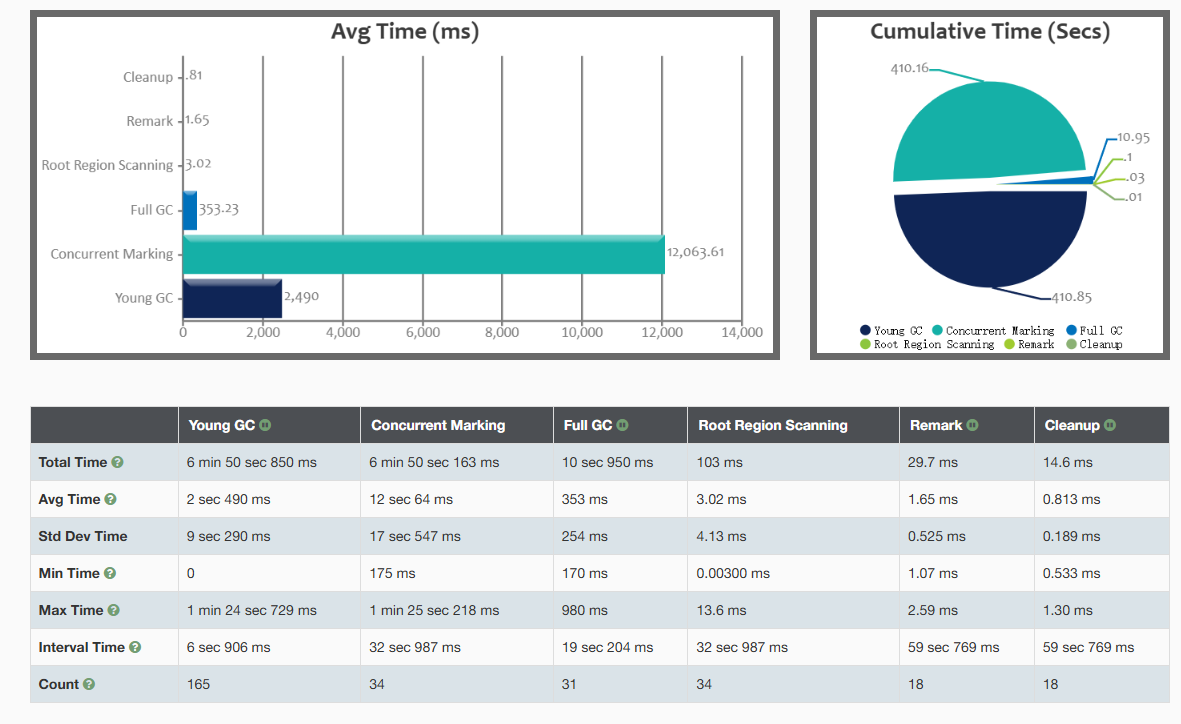 Avg Time (ms)
Cleanup .81
Remark 1.65
Root Region Scanning 3.02
Full GC 353.23
Concurrent Marking 12,063.61
Young GC 2,490
0 2,000 4,000 6,000 8,000 10,000 12,000 14,000
Cumulative Time (Secs)
410.16
10.95
.1
.03
.01
410.85
Young GC Concurrent Marking Full GC
Root Region Scanning Remark Cleanup
Young GC Concurrent Marking Full GC Root Region Scanning Remark Cleanup
Total Time ? 6 min 50 sec 850 ms 6 min 50 sec 163 ms 10 sec 950 ms 103 ms 29.7 ms 14.6 ms
Avg Time ? 2 sec 490 ms 12 sec 64 ms 353 ms 3.02 ms 1.65 ms 0.813 ms
Std Dev Time 9 sec 290 ms 17 sec 547 ms 254 ms 4.13 ms 0.525 ms 0.189 ms
Min Time ? 0 175 ms 170 ms 0.00300 ms 1.07 ms 0.533 ms
Max Time ? 1 min 24 sec 729 ms 1 min 25 sec 218 ms 980 ms 13.6 ms 2.59 ms 1.30 ms
Interval Time ? 6 sec 906 ms 32 sec 987 ms 19 sec 204 ms 32 sec 987 ms 59 sec 769 ms 59 sec 769 ms
Count ? 165 34 31 34 18 18